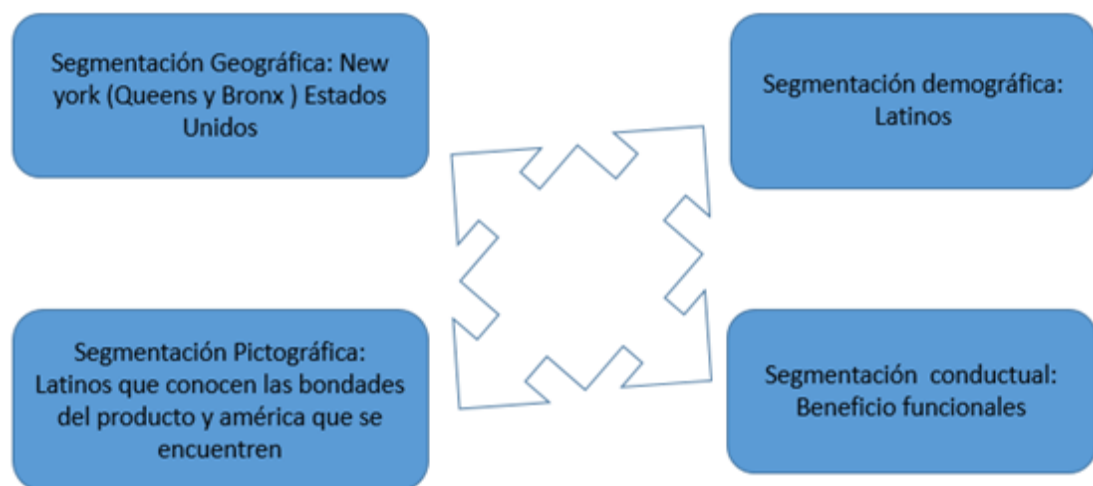 Segmentación Geográfica: New
york (Queens y Bronx ) Estados
Unidos
Segmentación demográfica:
Latinos
Segmentación Pictográfica:
Latinos que conocen las bondades
del producto y américa que se
encuentren
Segmentación  conductual:
Beneficio funcionales